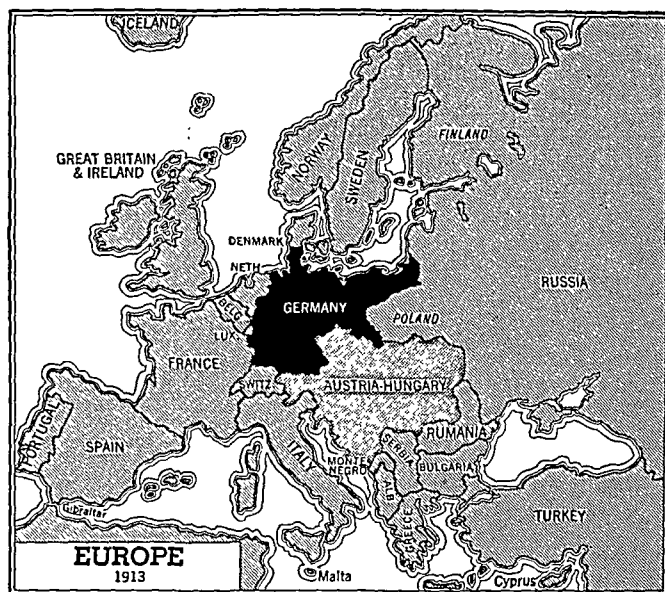 ICELAND
GREAT BRITAIN
& IRELAND
NORWAY
SWEDEN
FINLAND
DENMARK
NETH
BELG
LUX.
GERMANY
POLAND
RUSSIA
FRANCE
SWITZ
AUSTRIA-HUNGARY
RUMANIA
PORTUGAL
SPAIN
ITALY
MONTE
NEGRO
SERBIA
BULGARIA
ALB
GREECE
TURKEY
Gibraltar
Malta
Cyprus
EUROPE
1913